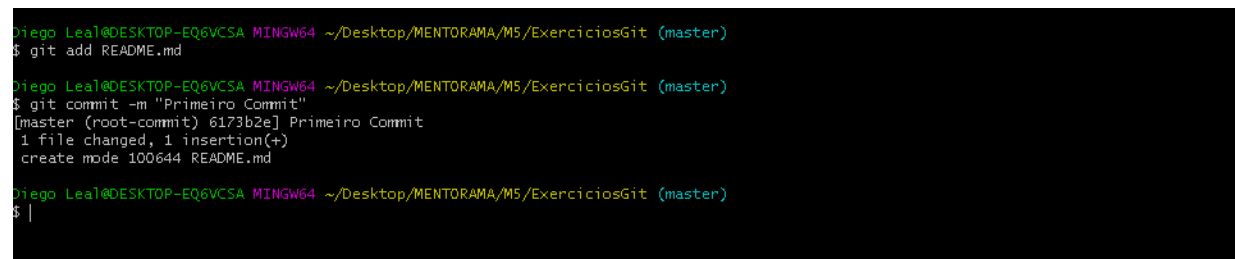 Diego Leal@DESKTOP-EQ6VCSA MINGW64 ~/Desktop/MENTORAMA/M5/ExerciciosGit (master)
$ git add README.md
Diego Leal@DESKTOP-EQ6VCSA MINGW64 ~/Desktop/MENTORAMA/M5/ExerciciosGit (master)
$ git commit -m "Primeiro Commit"
[master (root-commit) 6173b2e] Primeiro Commit
 1 file changed, 1 insertion(+)
 create mode 100644 README.md
Diego Leal@DESKTOP-EQ6VCSA MINGW64 ~/Desktop/MENTORAMA/M5/ExerciciosGit (master)
$